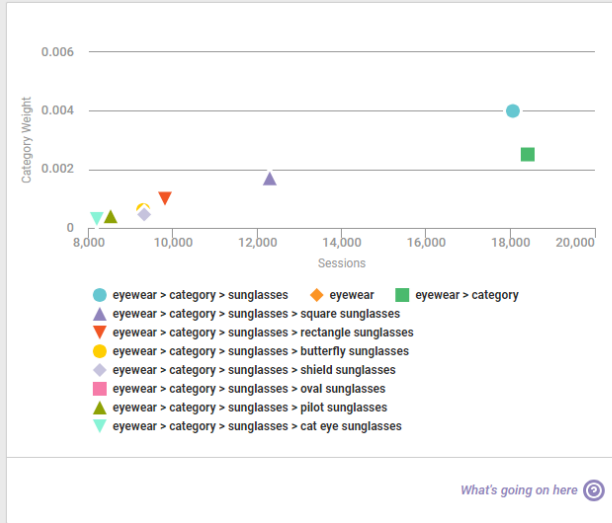 0.006
0.004
0.002
0
Category Weight
8,000 10,000 12,000 14,000 16,000 18,000 20,000
Sessions
eyewear > category > sunglasses eyewear eyewear > category
eyewear > category > sunglasses > square sunglasses
eyewear > category > sunglasses > rectangle sunglasses
eyewear > category > sunglasses > butterfly sunglasses
eyewear > category > sunglasses > shield sunglasses
eyewear > category > sunglasses > oval sunglasses
eyewear > category > sunglasses > pilot sunglasses
eyewear > category > sunglasses > cat eye sunglasses
What's going on here ?